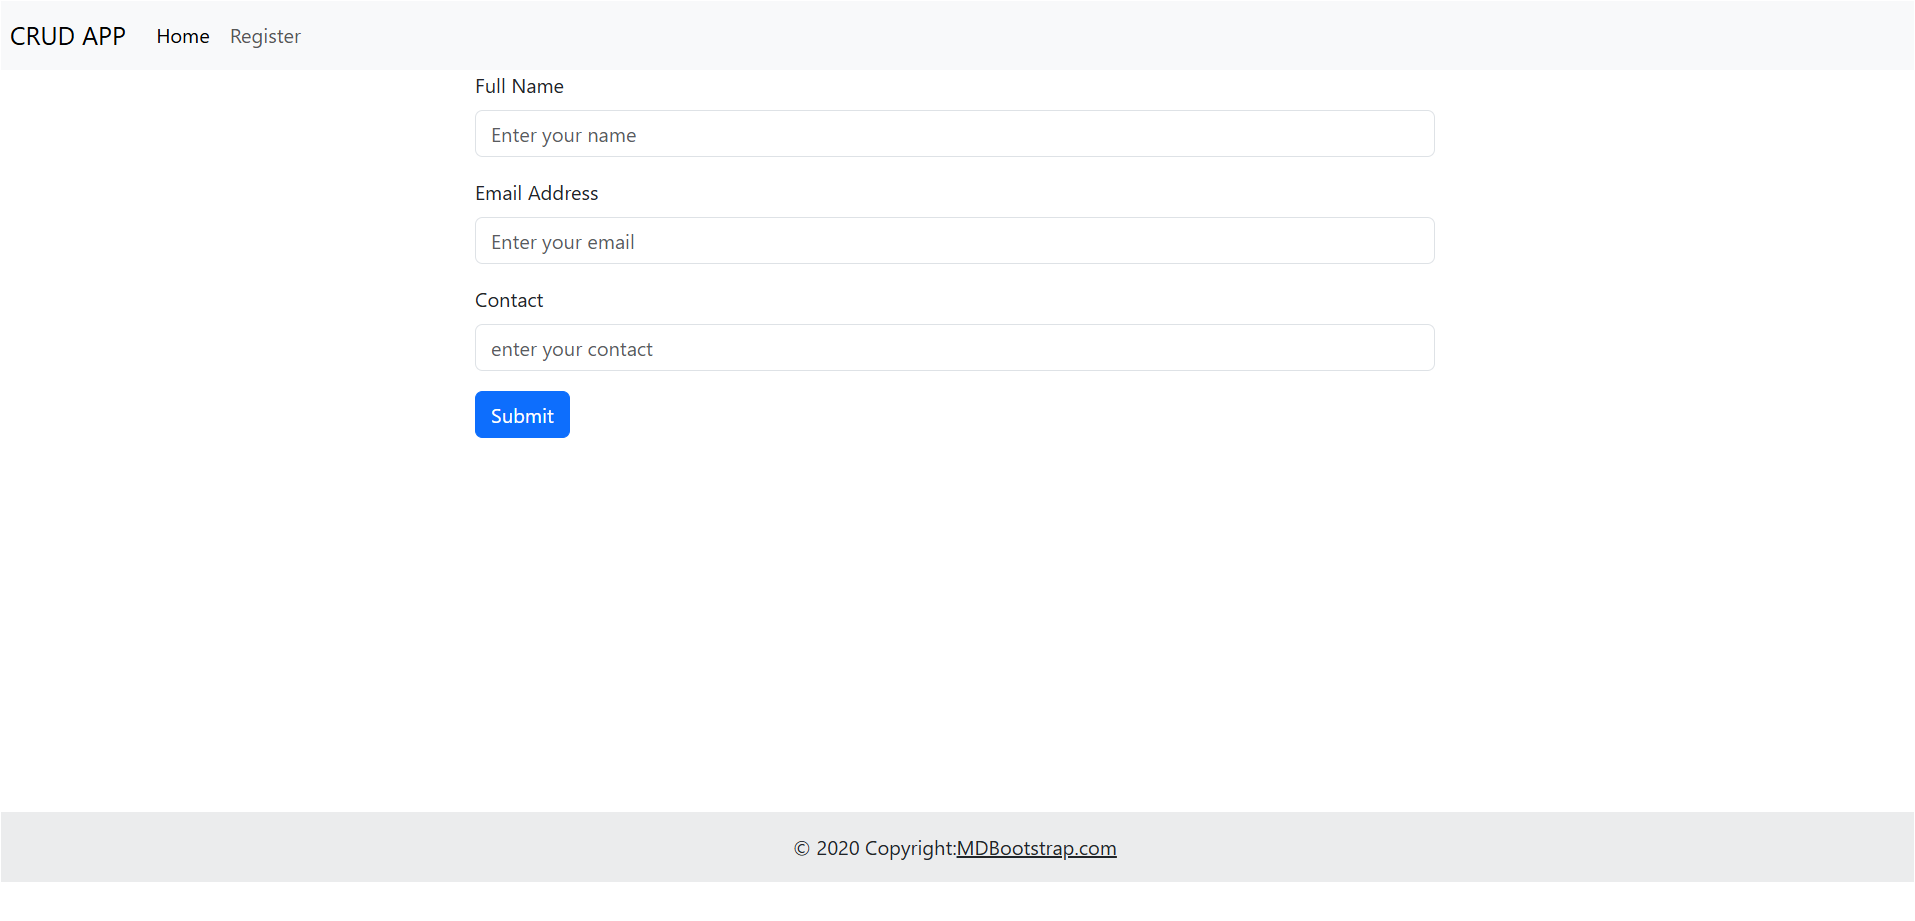 CRUD APP Home Register
Full Name
Enter your name
Email Address
Enter your email
Contact
enter your contact
Submit
© 2020 Copyright:MDBootstrap.com